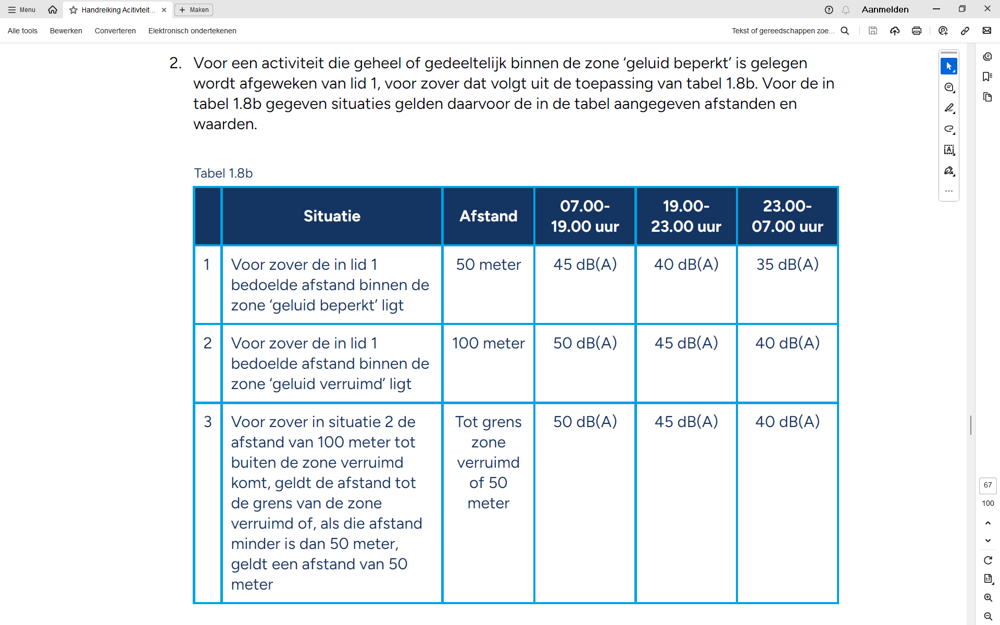 Menu
Handreiking Acitivteit...
Maken
Aanmelden
Alle tools
Bewerken
Converteren
Elektronisch ondertekenen
Tekst of gereedschappen zoe...
2. Voor een activiteit die geheel of gedeeltelijk binnen de zone ‘geluid beperkt’ is gelegen
wordt afgeweken van lid 1, voor zover dat volgt uit de toepassing van tabel 1.8b. Voor de in
tabel 1.8b gegeven situaties gelden daarvoor de in de tabel aangegeven afstanden en
waarden.
Tabel 1.8b
Situatie
Afstand
07.00-
19.00 uur
19.00-
23.00 uur
23.00-
07.00 uur
1
Voor zover de in lid 1
bedoelde afstand binnen de
zone ‘geluid beperkt’ ligt
50 meter
45 dB(A)
40 dB(A)
35 dB(A)
2
Voor zover de in lid 1
bedoelde afstand binnen de
zone ‘geluid verruimd’ ligt
100 meter
50 dB(A)
45 dB(A)
40 dB(A)
3
Voor zover in situatie 2 de
afstand van 100 meter tot
buiten de zone verruimd
komt, geldt de afstand tot
de grens van de zone
verruimd of, als die afstand
minder is dan 50 meter,
geldt een afstand van 50
meter
Tot grens
zone
verruimd
of 50
meter
50 dB(A)
45 dB(A)
40 dB(A)
67
100